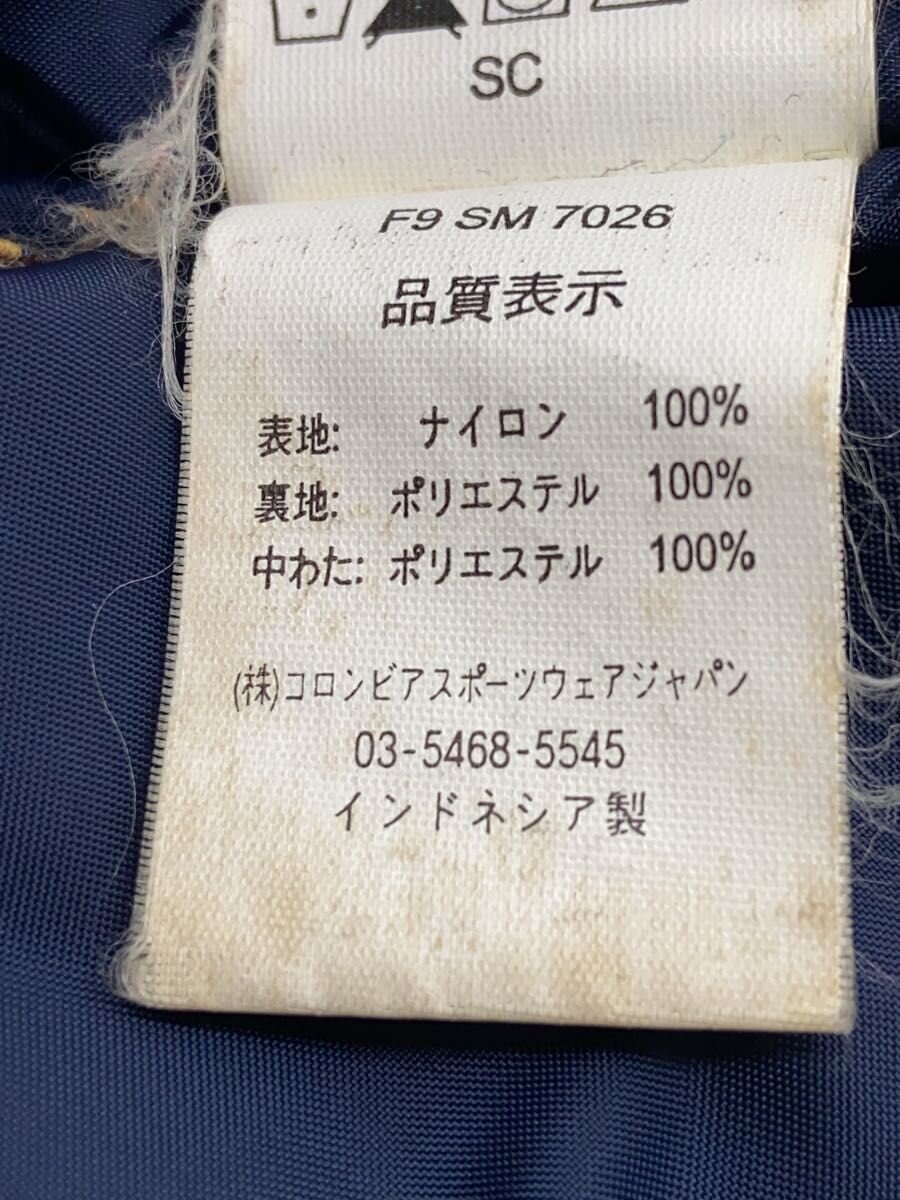 SC
F9 SM 7026
品質表示
表地: ナイロン 100%
裏地: ポリエステル 100%
中わた: ポリエステル 100%
(株)コロンビアスポーツウェアジャパン
03-5468-5545
インドネシア製